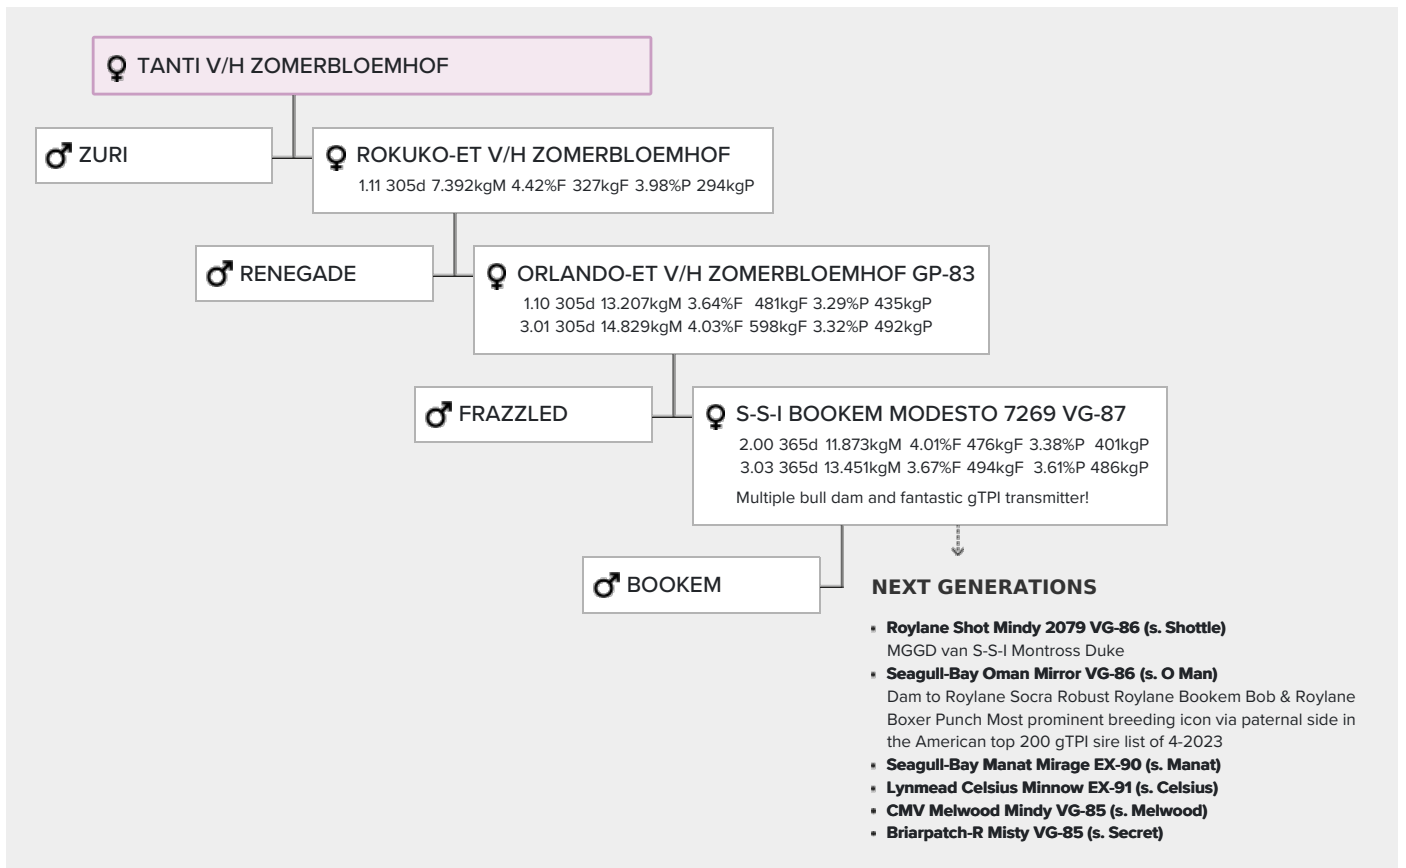 TANTI V/H ZOMERBLOEMHOF
ZURI
ROKUKO-ET V/H ZOMERBLOEMHOF
1.11 305d 7.392kgM 4.42%F 327kgF 3.98%P 294kgP
RENEGADE
ORLANDO-ET V/H ZOMERBLOEMHOF GP-83
1.10 305d 13.207kgM 3.64%F 481kgF 3.29%P 435kgP
3.01 305d 14.829kgM 4.03%F 598kgF 3.32%P 492kgP
FRAZZLED
S-S-I BOOKEM MODESTO 7269 VG-87
2.00 365d 11.873kgM 4.01%F 476kgF 3.38%P 401kgP
3.03 365d 13.451kgM 3.67%F 494kgF 3.61%P 486kgP
Multiple bull dam and fantastic gTPI transmitter!
BOOKEM
NEXT GENERATIONS
Roylane Shot Mindy 2079 VG-86 (s. Shottle)
MGGD van S-S-I Montross Duke
Seagull-Bay Oman Mirror VG-86 (s. O Man)
Dam to Roylane Socra Robust Roylane Bookem Bob & Roylane
Boxer Punch Most prominent breeding icon via paternal side in
the American top 200 gTPI sire list of 4-2023
Seagull-Bay Manat Mirage EX-90 (s. Manat)
Lynmead Celsius Minnow EX-91 (s. Celsius)
CMV Melwood Mindy VG-85 (s. Melwood)
Briarpatch-R Misty VG-85 (s. Secret)